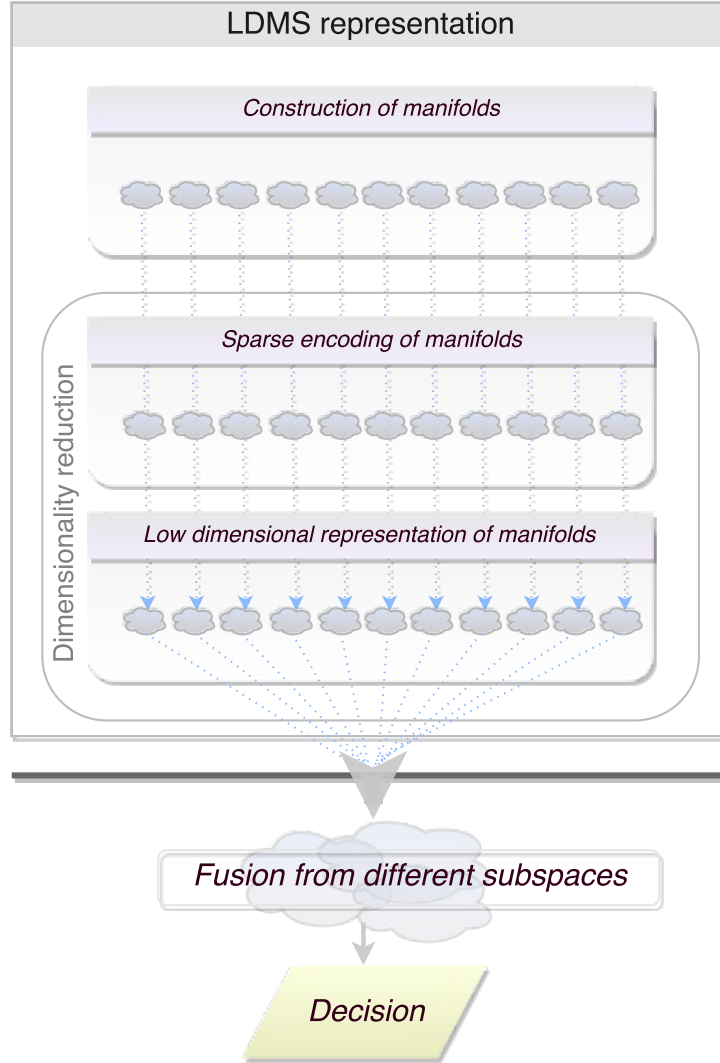 LDMS representation
Construction of manifolds
Sparse encoding of manifolds
Dimensionality reduction
Low dimensional representation of manifolds
Fusion from different subspaces
Decision